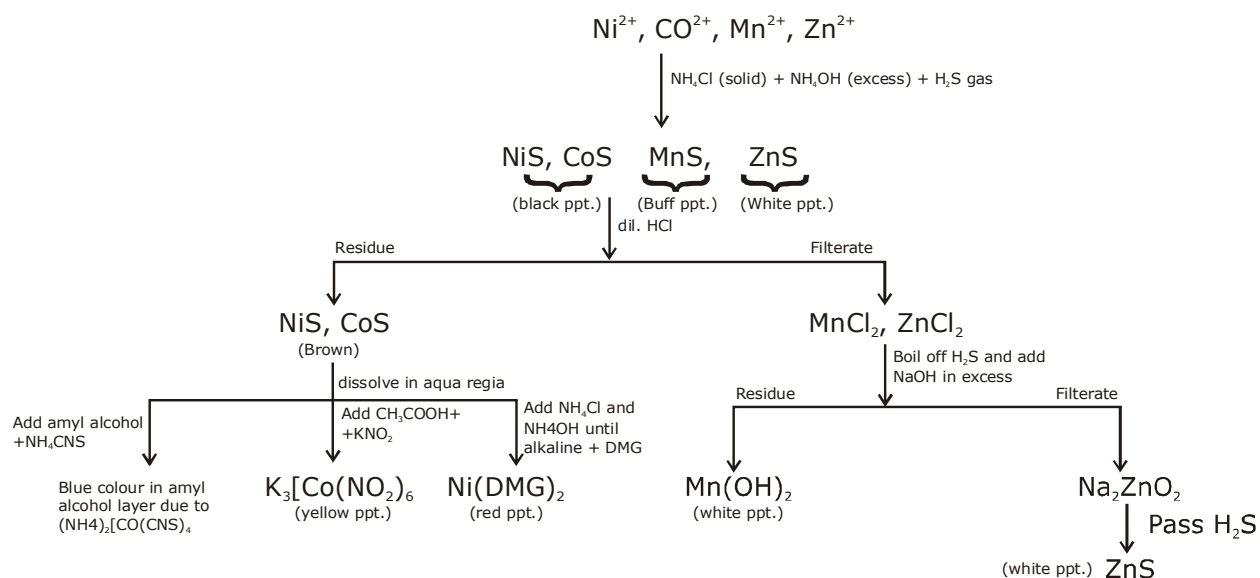 Ni²⁺, CO²⁺, Mn²⁺, Zn²⁺
NH₄Cl (solid) + NH₄OH (excess) + H₂S gas
NiS, CoS MnS, ZnS
(black ppt.) (Buff ppt.) (White ppt.)
dil. HCl
Residue Filterate
NiS, CoS
(Brown)
MnCl₂, ZnCl₂
dissolve in aqua regia
Boil off H₂S and add
NaOH in excess
Add amyl alcohol
+NH₄CNS
Add CH₃COOH+
+KNO₂
Add NH₄Cl and
NH4OH until
alkaline + DMG
Residue Filterate
Blue colour in amyl
alcohol layer due to
(NH4)₂[CO(CNS)₄
K₃[Co(NO₂)₆
(yellow ppt.)
Ni(DMG)₂
(red ppt.)
Mn(OH)₂
(white ppt.)
Na₂ZnO₂
Pass H₂S
(white ppt.) ZnS